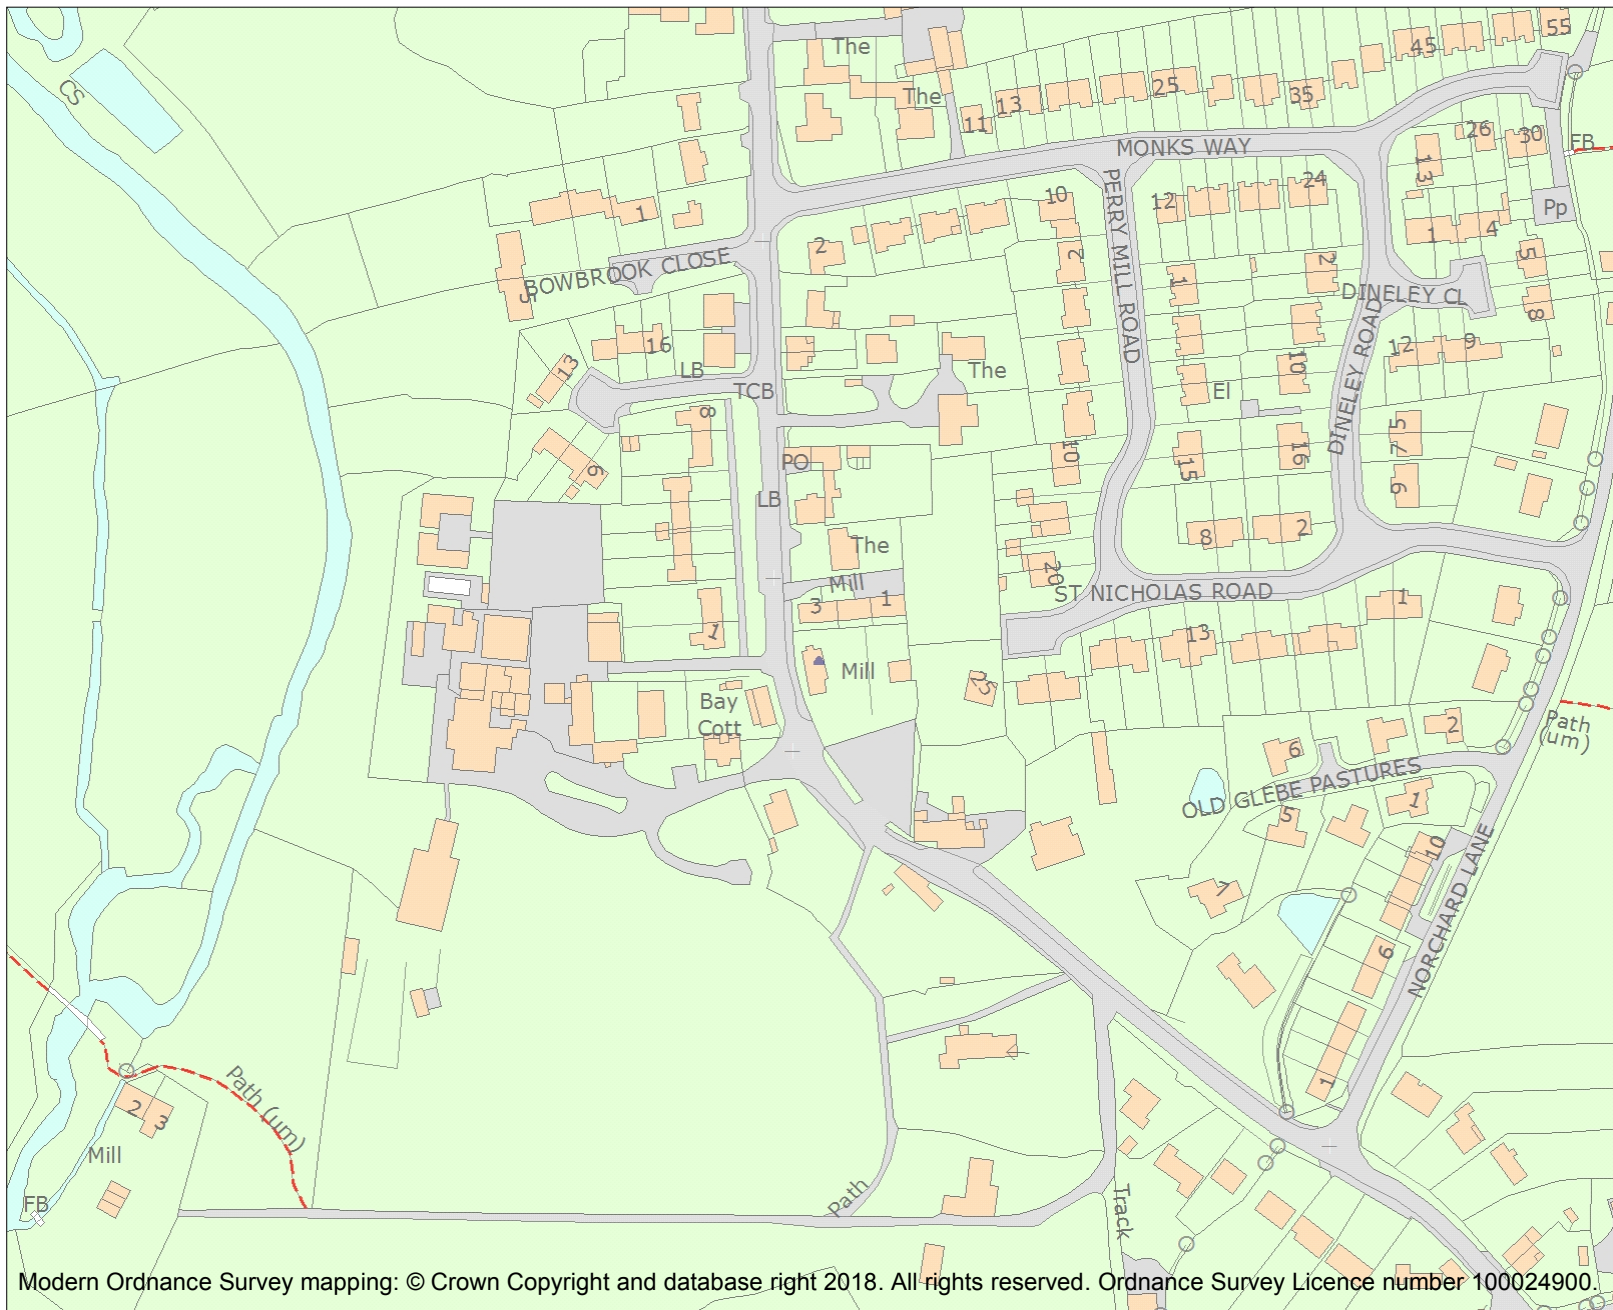 The
45
55
CS
The
25
35
13
11
26
30
FB
MONKS WAY
13
PERRY MILL ROAD
10
12
24
Pp
1
2
1
4
2
5
BOWBROOK CLOSE
5
1
2
DINELEY CL
8
16
13
LB
TCB
The
12
9
10
El
DINELEY ROAD
8
PO
10
15
16
5
7
6
9
LB
The
8
2
Mill
3
1
20
ST NICHOLAS ROAD
1
1
13
Mill
25
Bay
Cott
2
Path
(um)
6
OLD GLEBE PASTURES
1
5
10
7
NORCHARD LANE
6
1
Path (um)
2
3
Mill
FB
Path
Track
Modern Ordnance Survey mapping: © Crown Copyright and database right 2018. All rights reserved. Ordnance Survey Licence number 100024900.